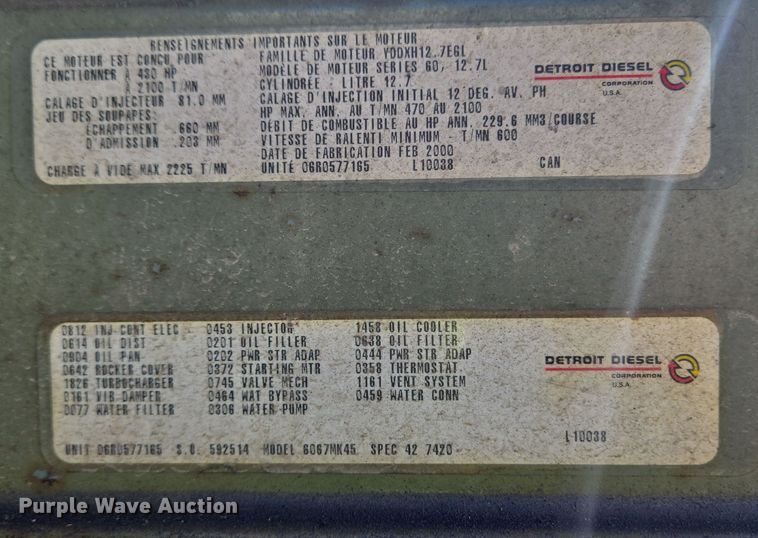 RENSEIGNEMENTS IMPORTANTS SUR LE MOTEUR
CE MOTEUR EST CONCU POUR
FONCTIONNER A 430 HP
A 2100 T/MN
CALAGE D'INJECTEUR 81.0 MM
JEU DES SOUPAPES:
ECHAPPEMENT 660 MM
D'ADMISSION 203 MM
CHARGE A VIDE MAX 2225 T/MN
FAMILLE DE MOTEUR YDDXH12.7EGL
MODELE DE MOTEUR SERIES 60, 12.7L
CYLINDREE - LITRE 12.7
CALAGE D'INJECTION INITIAL 12 DEG. AV. PH
HP MAX. ANN. AU T/MN 470 AU 2100
DEBIT DE COMBUSTIBLE AU HP ANN. 229.6 MM3/COURSE
VITESSE DE RALENTI MINIMUM - T/MN 600
DATE DE FABRICATION FEB 2000
UNITE 06R0577165 L10038 CAN
DETROIT DIESEL
CORPORATION
U.S.A.
0812 INJ CONT ELEC 0453 INJECTOR 1458 OIL COOLER
0614 OIL DIST 0201 OIL FILLER 0638 OIL FILTER
0904 OIL PAN 0202 PWR STR ADAP 0444 PWR STR ADAP
0642 ROCKER COVER 0372 STARTING MTR 0358 THERMOSTAT
1826 TURBOCHARGER 0745 VALVE MECH 1161 VENT SYSTEM
0161 VIB DAMPER 0464 WAT BYPASS 0459 WATER CONN
0077 WATER FILTER 0306 WATER PUMP
DETROIT DIESEL
CORPORATION
U.S.A.
L10038
UNIT 06R0577165 S.O. 592514 MODEL 6067MK45 SPEC 42 7420
Purple Wave Auction